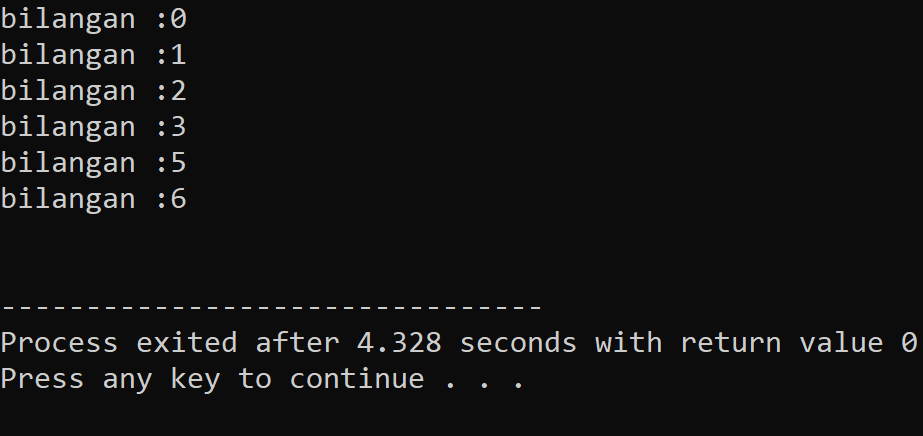 bilangan :0
bilangan :1
bilangan :2
bilangan :3
bilangan :5
bilangan :6
--------------------------------
Process exited after 4.328 seconds with return value 0
Press any key to continue . . .